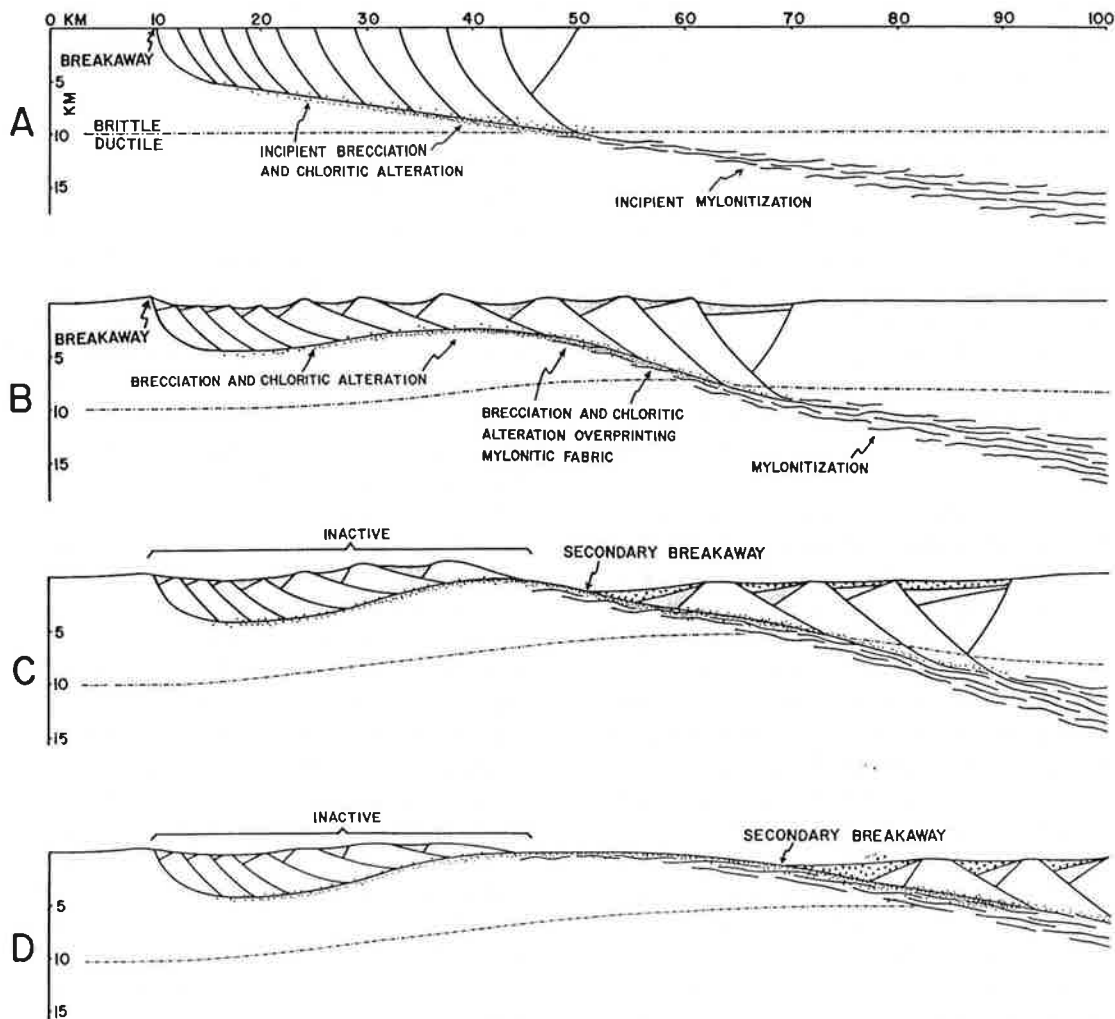 0 KM 10 20 30 40 50 60 70 80 90 100
BREAKAWAY
5
KM
A
BRITTLE
DUCTILE
10
INCIPIENT BRECCIATION
AND CHLORITIC ALTERATION
15
INCIPIENT MYLONITIZATION
BREAKAWAY
5
BRECCIATION AND CHLORITIC ALTERATION
B
10
BRECCIATION AND CHLORITIC
ALTERATION OVERPRINTING
MYLONITIC FABRIC
MYLONITIZATION
15
INACTIVE
SECONDARY BREAKAWAY
5
C
10
15
INACTIVE
SECONDARY BREAKAWAY
5
D
10
15